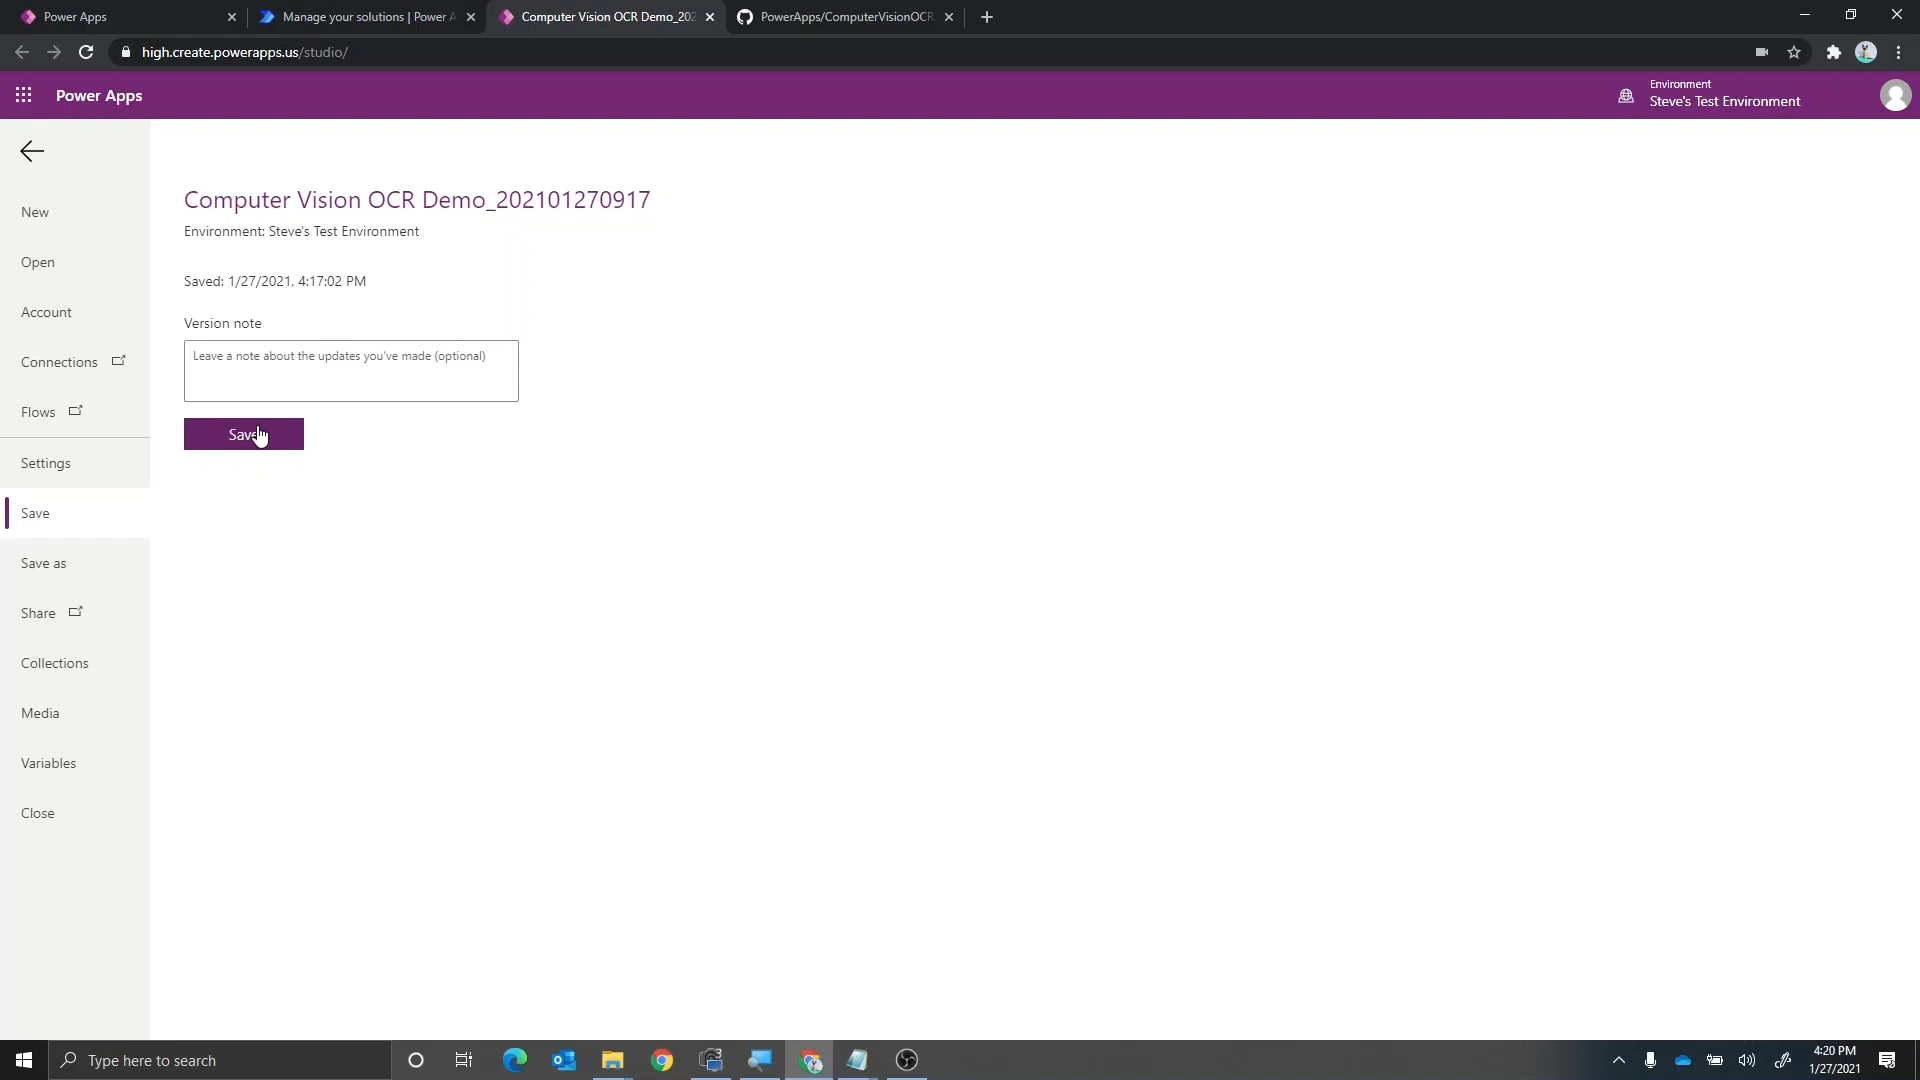 Power Apps
Manage your solutions | Power A
Computer Vision OCR Demo_202
PowerApps/ComputerVisionOCR
high.create.powerapps.us/studio/
Power Apps
Environment
Steve's Test Environment
New
Open
Account
Connections
Flows
Settings
Save
Save as
Share
Collections
Media
Variables
Close
Computer Vision OCR Demo_202101270917
Environment: Steve's Test Environment
Saved: 1/27/2021, 4:17:02 PM
Version note
Leave a note about the updates you've made (optional)
Save
Type here to search
4:20 PM
1/27/2021